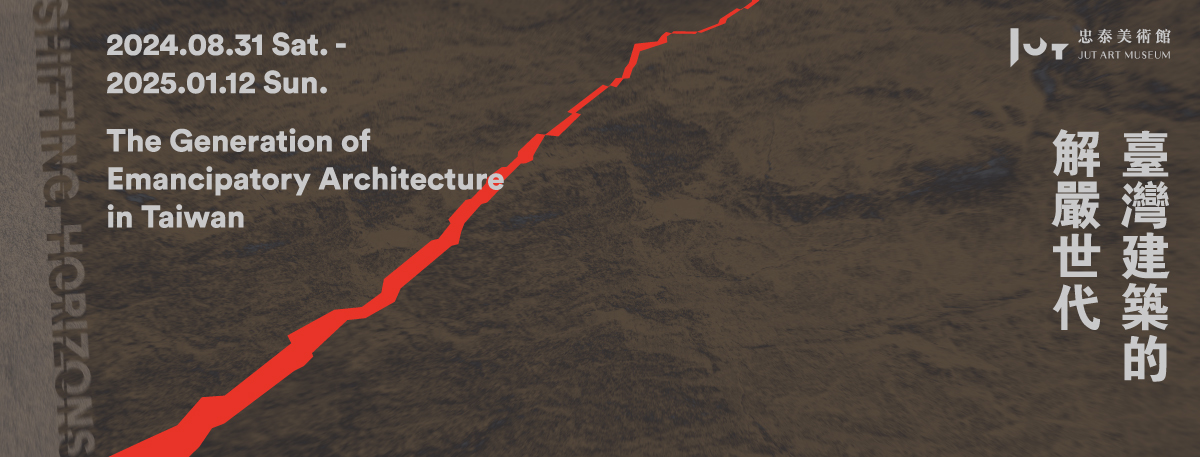 SHIFTING HORIZONS
2024.08.31 Sat. -
2025.01.12 Sun.
The Generation of
Emancipatory Architecture
in Taiwan
JUT
忠泰美術館
JUT ART MUSEUM
臺灣建築的
解嚴世代